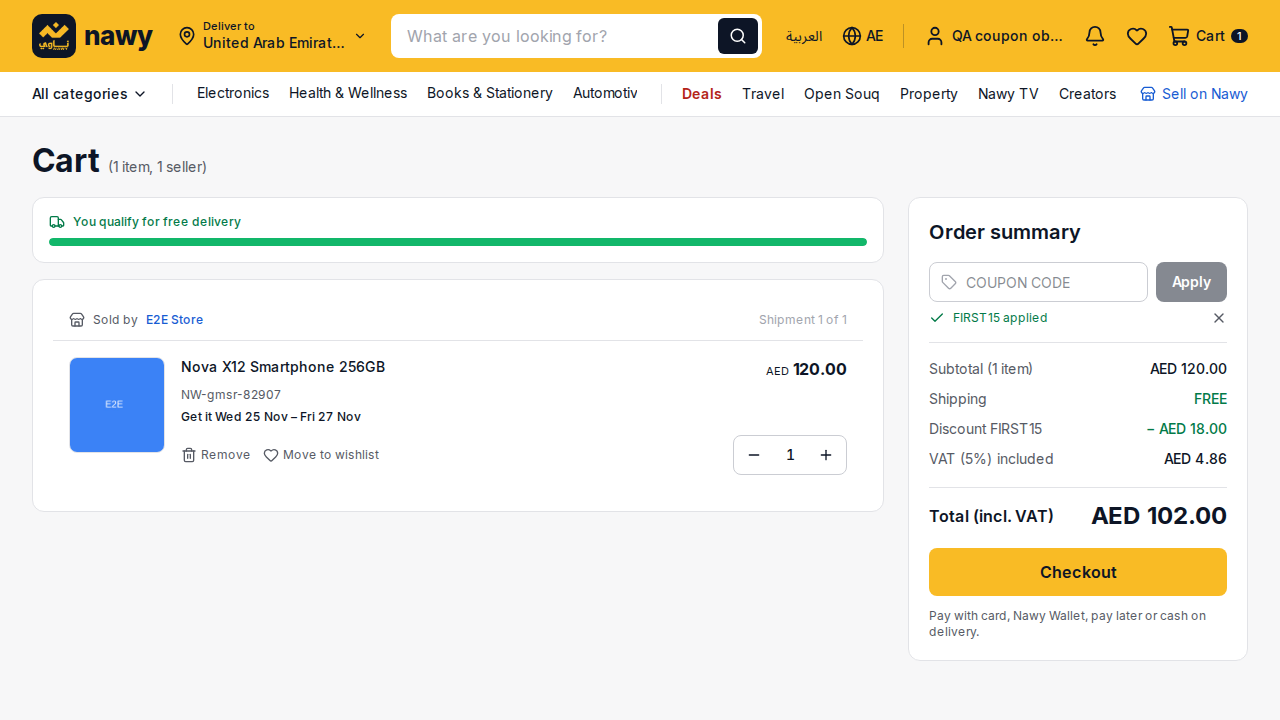 ناوي
NAWY
nawy
Deliver to
United Arab Emirat...
What are you looking for?
العربية
AE
QA coupon ob...
Cart 1
All categories
Electronics
Health & Wellness
Books & Stationery
Automotiv
Deals
Travel
Open Souq
Property
Nawy TV
Creators
Sell on Nawy
Cart (1 item, 1 seller)
You qualify for free delivery
Sold by E2E Store
Shipment 1 of 1
E2E
Nova X12 Smartphone 256GB
AED 120.00
NW-gmsr-82907
Get it Wed 25 Nov – Fri 27 Nov
Remove
Move to wishlist
− 1 +
Order summary
COUPON CODE
Apply
FIRST15 applied
Subtotal (1 item) AED 120.00
Shipping FREE
Discount FIRST15 − AED 18.00
VAT (5%) included AED 4.86
Total (incl. VAT) AED 102.00
Checkout
Pay with card, Nawy Wallet, pay later or cash on
delivery.